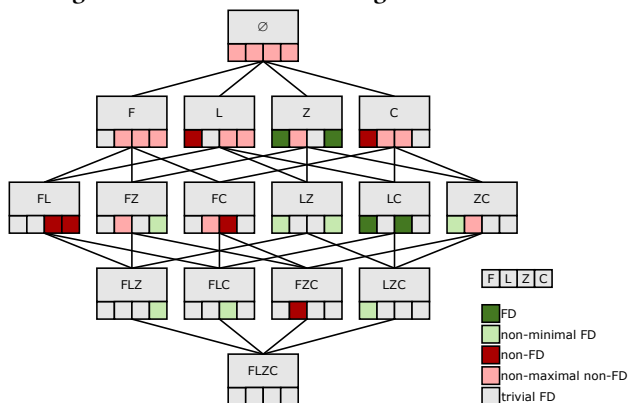 ∅
F L Z C
FL FZ FC LZ LC ZC
FLZ FLC FZC LZC
F L Z C
FD
non-minimal FD
non-FD
non-maximal non-FD
FLZC
trivial FD